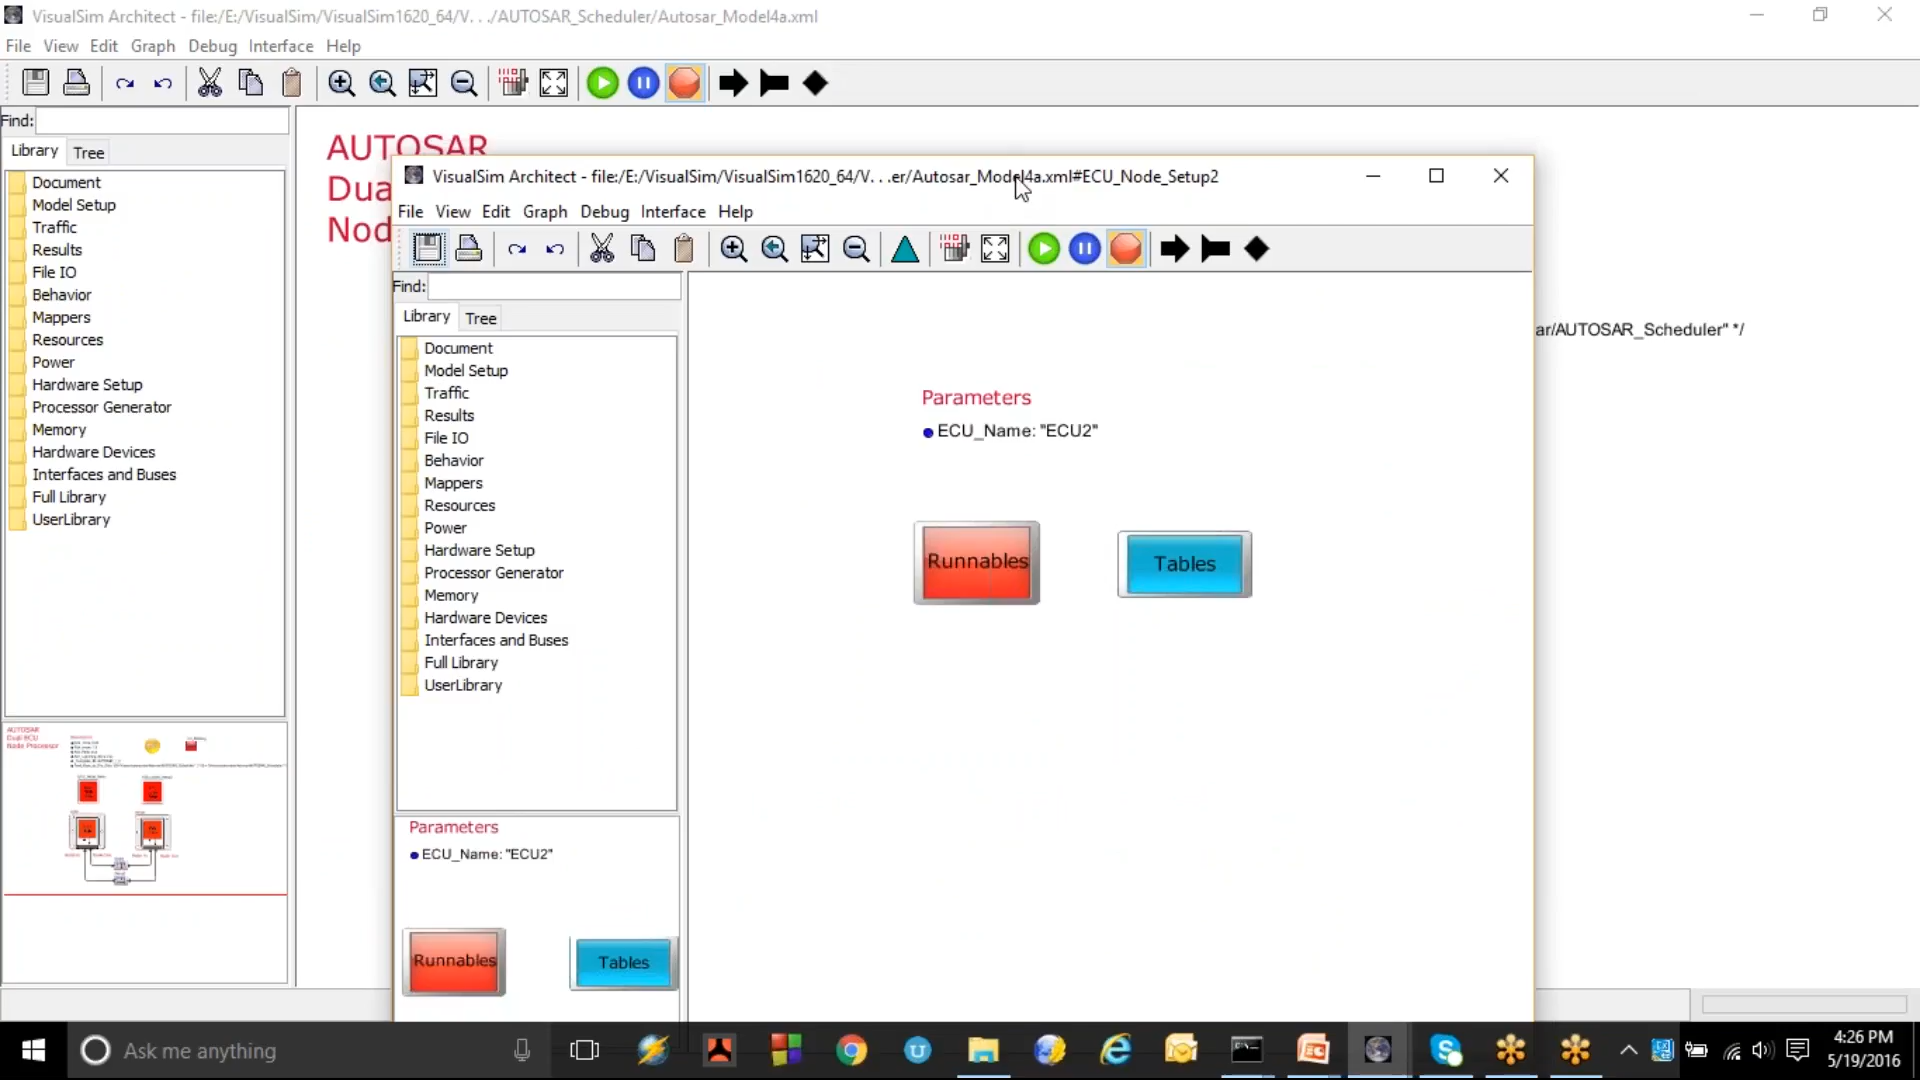 VisualSim Architect - file:/E:/VisualSim/VisualSim1620_64/V. . ./AUTOSAR_Scheduler/Autosar_Model4a.xml
File View Edit Graph Debug Interface Help
Find:
Library Tree
Document
Model Setup
Traffic
Results
File IO
Behavior
Mappers
Resources
Power
Hardware Setup
Processor Generator
Memory
Hardware Devices
Interfaces and Buses
Full Library
UserLibrary
AUTOSAR
Dual ECU
Node Processor
AUTOSAR
Dua
Nod
ar/AUTOSAR_Scheduler" */
VisualSim Architect - file:/E:/VisualSim/VisualSim1620_64/V. . .er/Autosar_Model4a.xml#ECU_Node_Setup2
File View Edit Graph Debug Interface Help
Find:
Library Tree
Document
Model Setup
Traffic
Results
File IO
Behavior
Mappers
Resources
Power
Hardware Setup
Processor Generator
Memory
Hardware Devices
Interfaces and Buses
Full Library
UserLibrary
Parameters
ECU_Name: "ECU2"
Runnables Tables
Parameters
ECU_Name: "ECU2"
Runnables Tables
Ask me anything
4:26 PM
5/19/2016